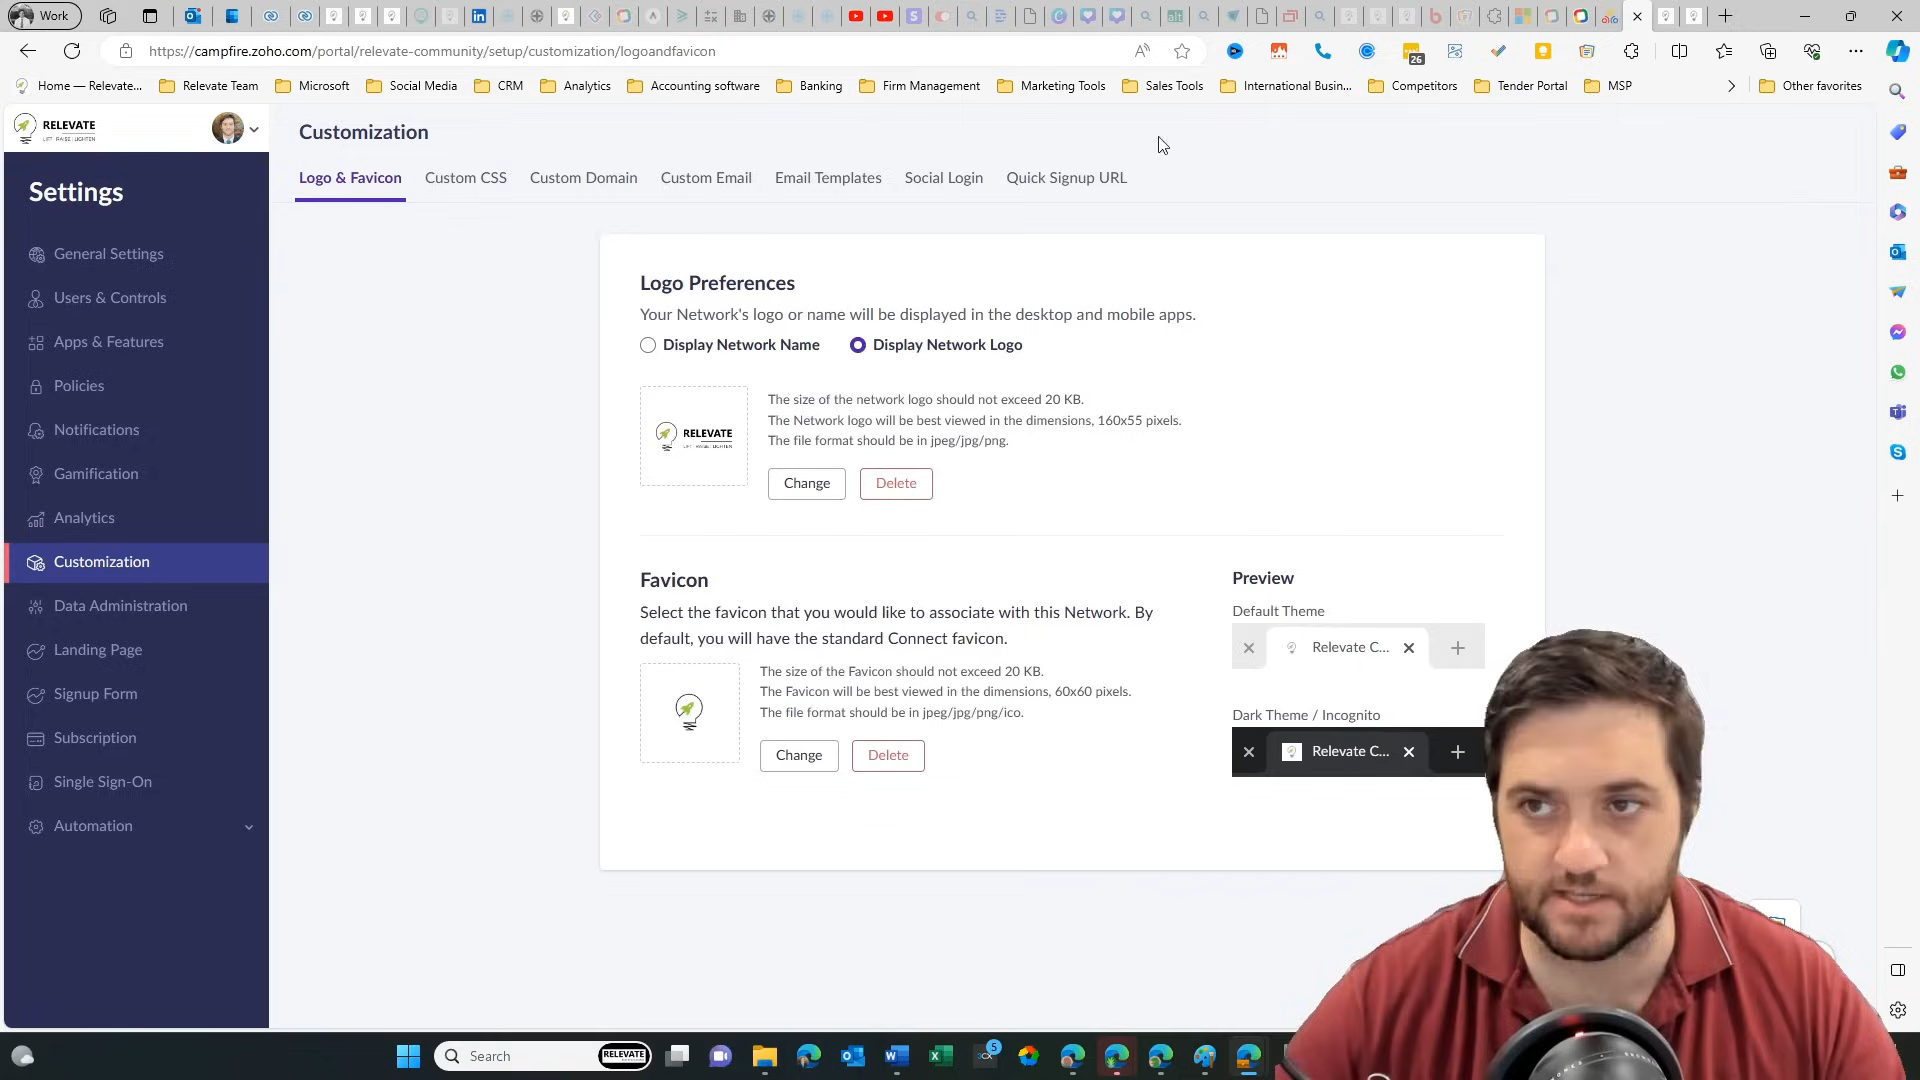 Work
https://campfire.zoho.com/portal/relevate-community/setup/customization/logoandfavicon
26
Home — Relevate...
Relevate Team
Microsoft
Social Media
CRM
Analytics
Accounting software
Banking
Firm Management
Marketing Tools
Sales Tools
International Busin...
Competitors
Tender Portal
MSP
Other favorites
RELEVATE
LIFT · RAISE | LIGHTEN
Customization
Logo & Favicon
Custom CSS
Custom Domain
Custom Email
Email Templates
Social Login
Quick Signup URL
Settings
General Settings
Users & Controls
Apps & Features
Policies
Notifications
Gamification
Analytics
Customization
Data Administration
Landing Page
Signup Form
Subscription
Single Sign-On
Automation
Logo Preferences
Your Network's logo or name will be displayed in the desktop and mobile apps.
Display Network Name
Display Network Logo
RELEVATE
The size of the network logo should not exceed 20 KB.
The Network logo will be best viewed in the dimensions, 160x55 pixels.
The file format should be in jpeg/jpg/png.
Change
Delete
Favicon
Select the favicon that you would like to associate with this Network. By
default, you will have the standard Connect favicon.
The size of the Favicon should not exceed 20 KB.
The Favicon will be best viewed in the dimensions, 60x60 pixels.
The file format should be in jpeg/jpg/png/ico.
Change
Delete
Preview
Default Theme
Relevate C...
Dark Theme / Incognito
Relevate C...
Search
RELEVATE
5